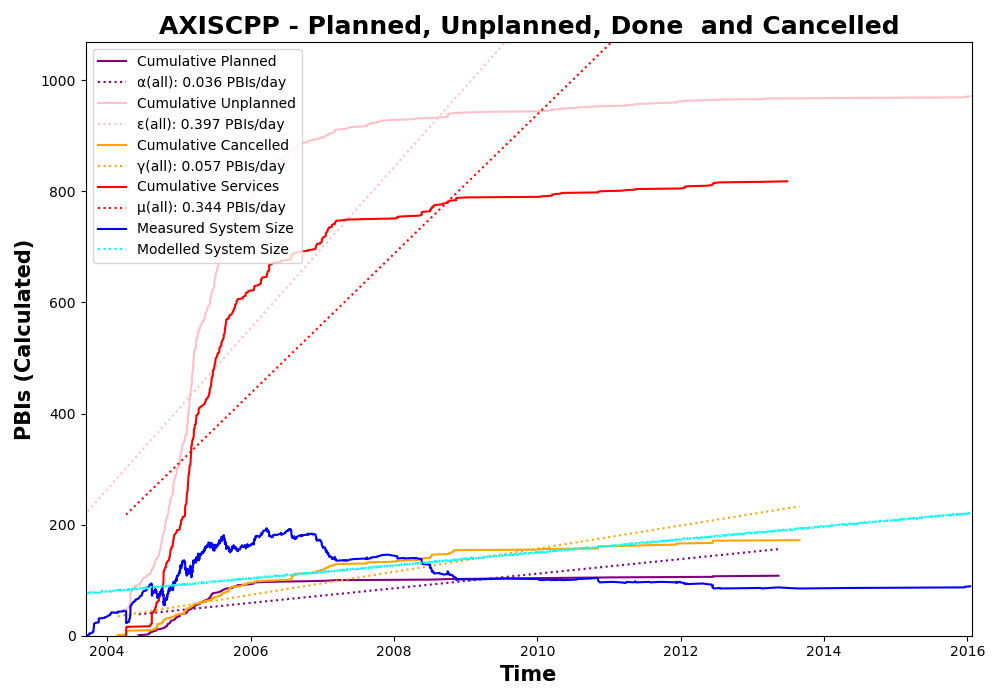 AXISCPP - Planned, Unplanned, Done  and Cancelled
PBIs (Calculated)
1000
800
600
400
200
0
Cumulative Planned
α(all): 0.036 PBIs/day
Cumulative Unplanned
ε(all): 0.397 PBIs/day
Cumulative Cancelled
γ(all): 0.057 PBIs/day
Cumulative Services
μ(all): 0.344 PBIs/day
Measured System Size
Modelled System Size
2004 2006 2008 2010 2012 2014 2016
Time